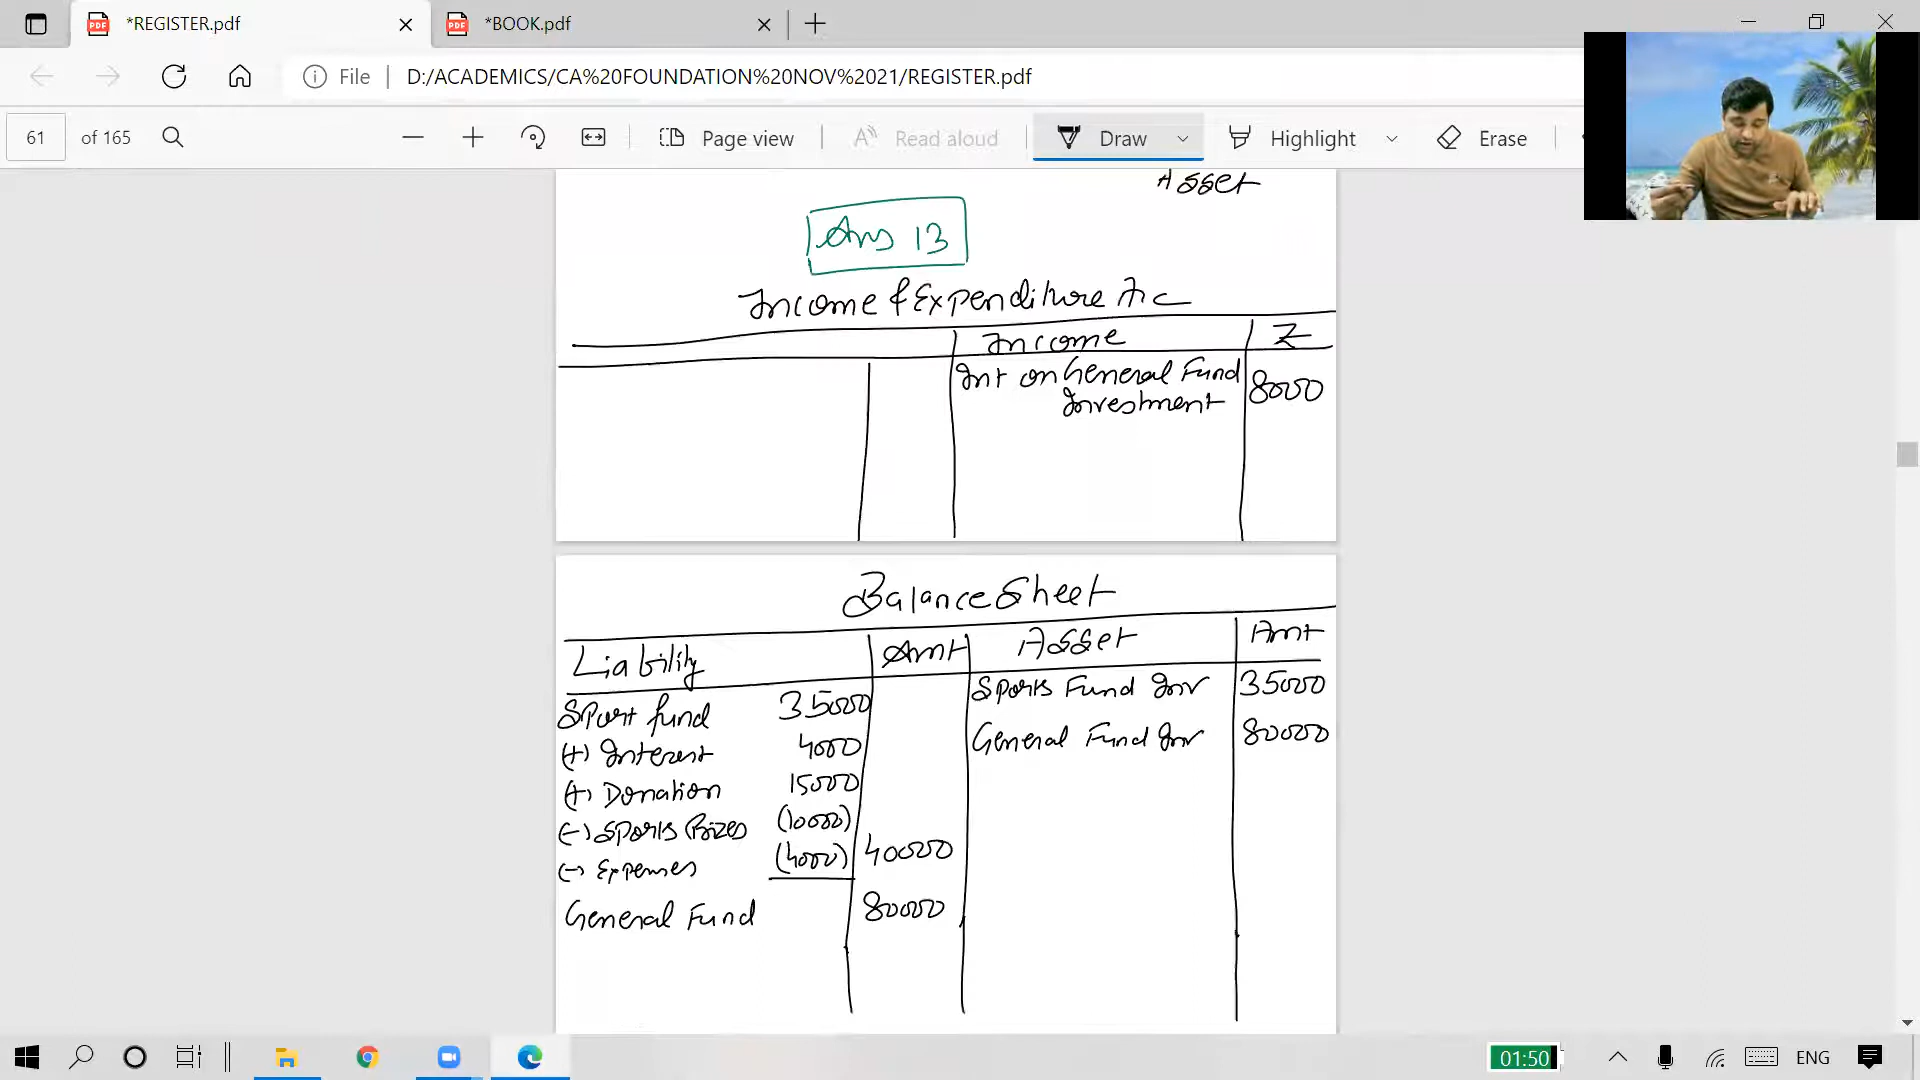 *REGISTER.pdf
*BOOK.pdf
File
D:/ACADEMICS/CA%20FOUNDATION%20NOV%2021/REGISTER.pdf
61 of 165
Page view
Read aloud
Draw
Highlight
Erase
Asset
Ans 13
Income & Expenditure A/c
Income ₹
Int on General Fund 8000
Investment
Balance Sheet
Liability Amt Asset Amt
Sport fund 35000 Sports Fund Inv 35000
(+) Interest 4000 General Fund Inv 80000
(+) Donation 15000
(-) Sports Prizes (10000)
(-) Expenses (4000) 40000
General Fund 80000
01:50
ENG